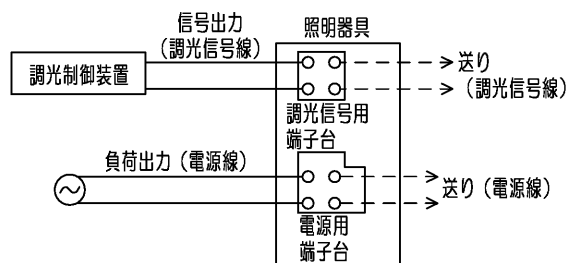 信号出力
(調光信号線)
照明器具
調光制御装置
送り
(調光信号線)
調光信号用
端子台
負荷出力(電源線)
送り(電源線)
電源用
端子台